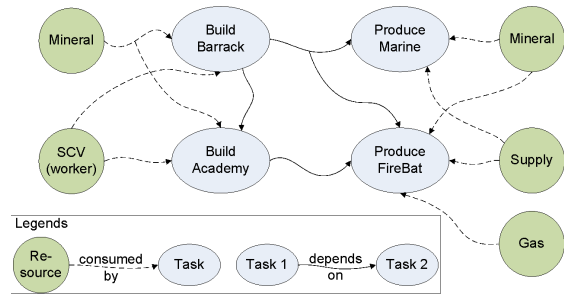 Mineral
Build
Barrack
Produce
Marine
Mineral
SCV
(worker)
Build
Academy
Produce
FireBat
Supply
Gas
Legends
Re-
source
consumed
by
Task
Task 1
depends
on
Task 2